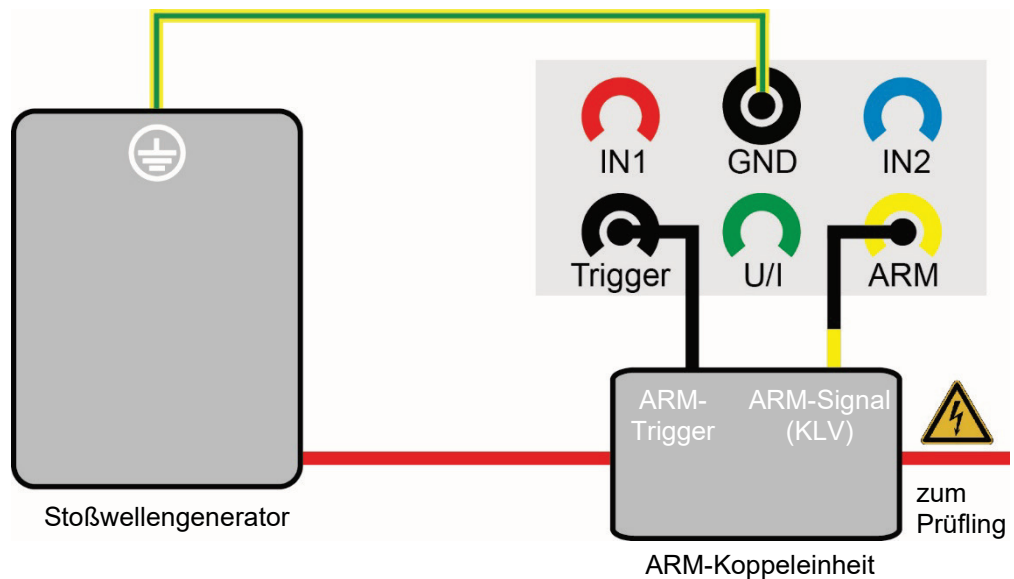 IN1
GND
IN2
Trigger
U/I
ARM
ARM-
Trigger
ARM-Signal
(KLV)
zum
Prüfling
Stoßwellengenerator
ARM-Koppeleinheit